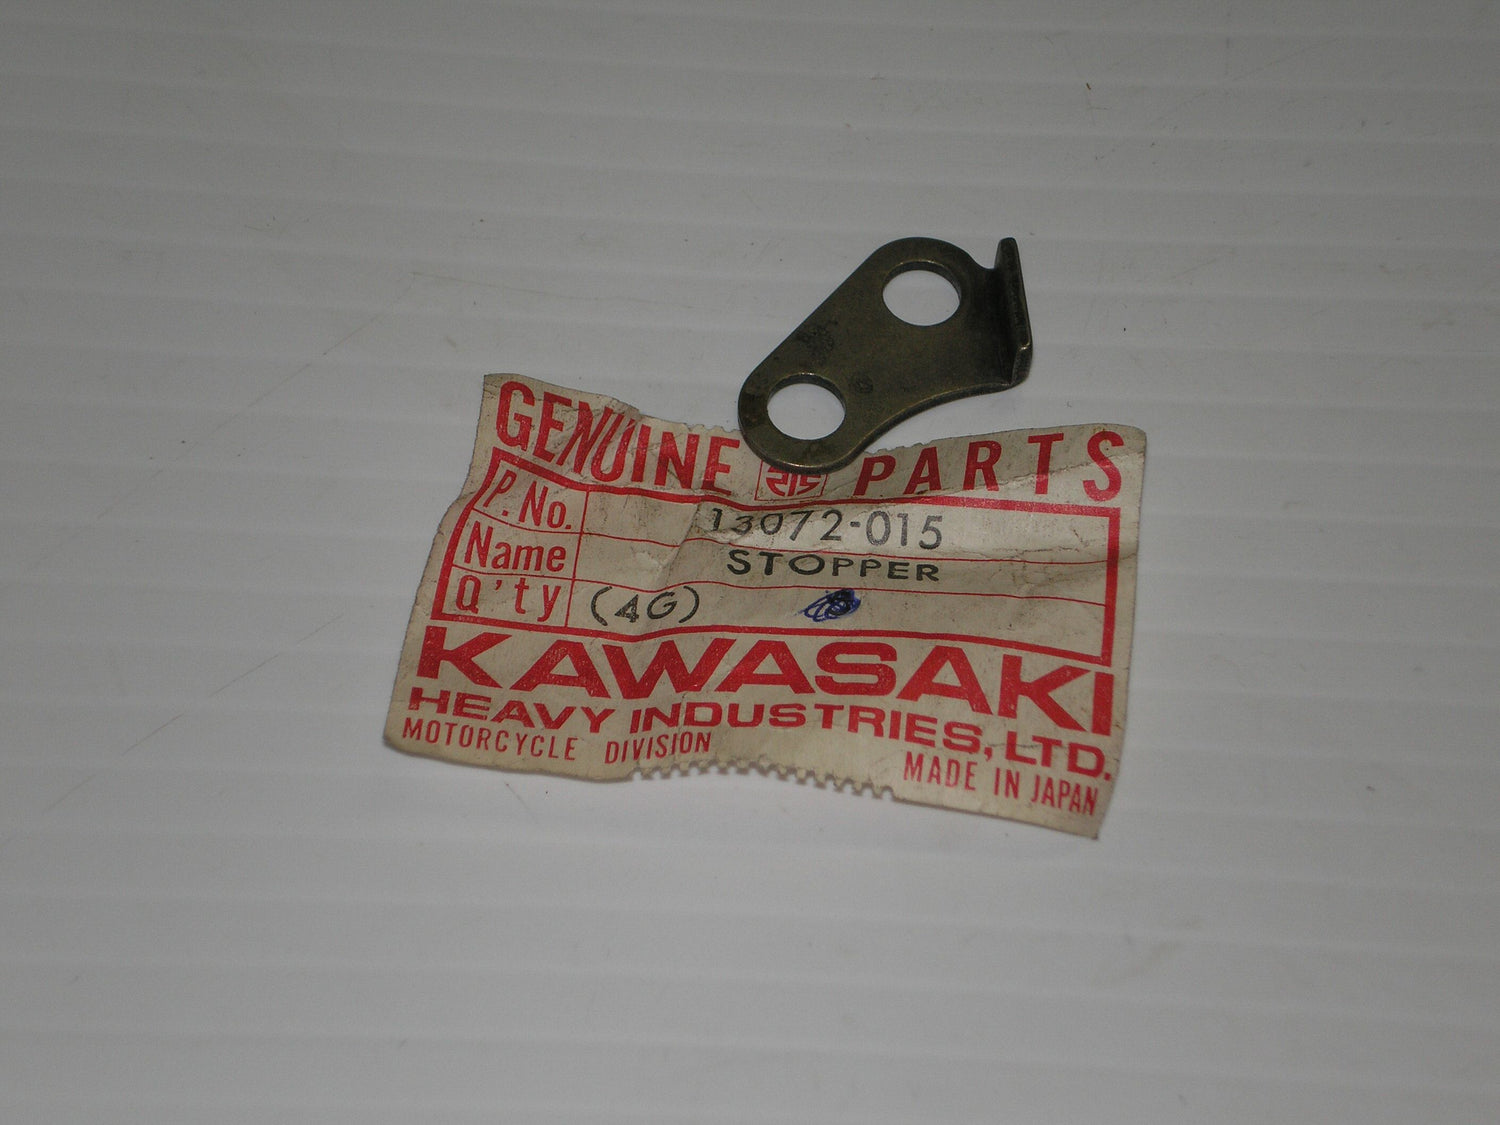 GENUINE PARTS
P. No. 13072-015
Name STOPPER
Q'ty (4G)
KAWASAKI
HEAVY INDUSTRIES, LTD.
MOTORCYCLE DIVISION
MADE IN JAPAN